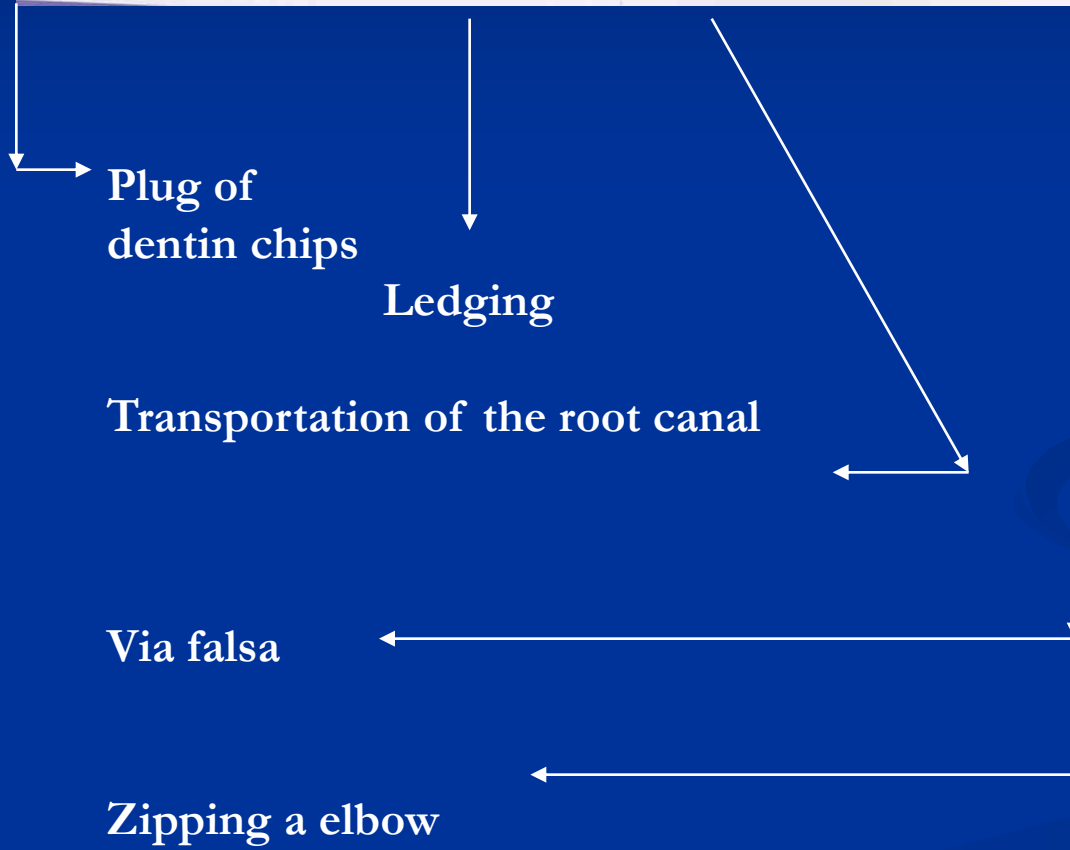 Plug of
dentin chips
Ledging
Transportation of the root canal
Via falsa
Zipping a elbow